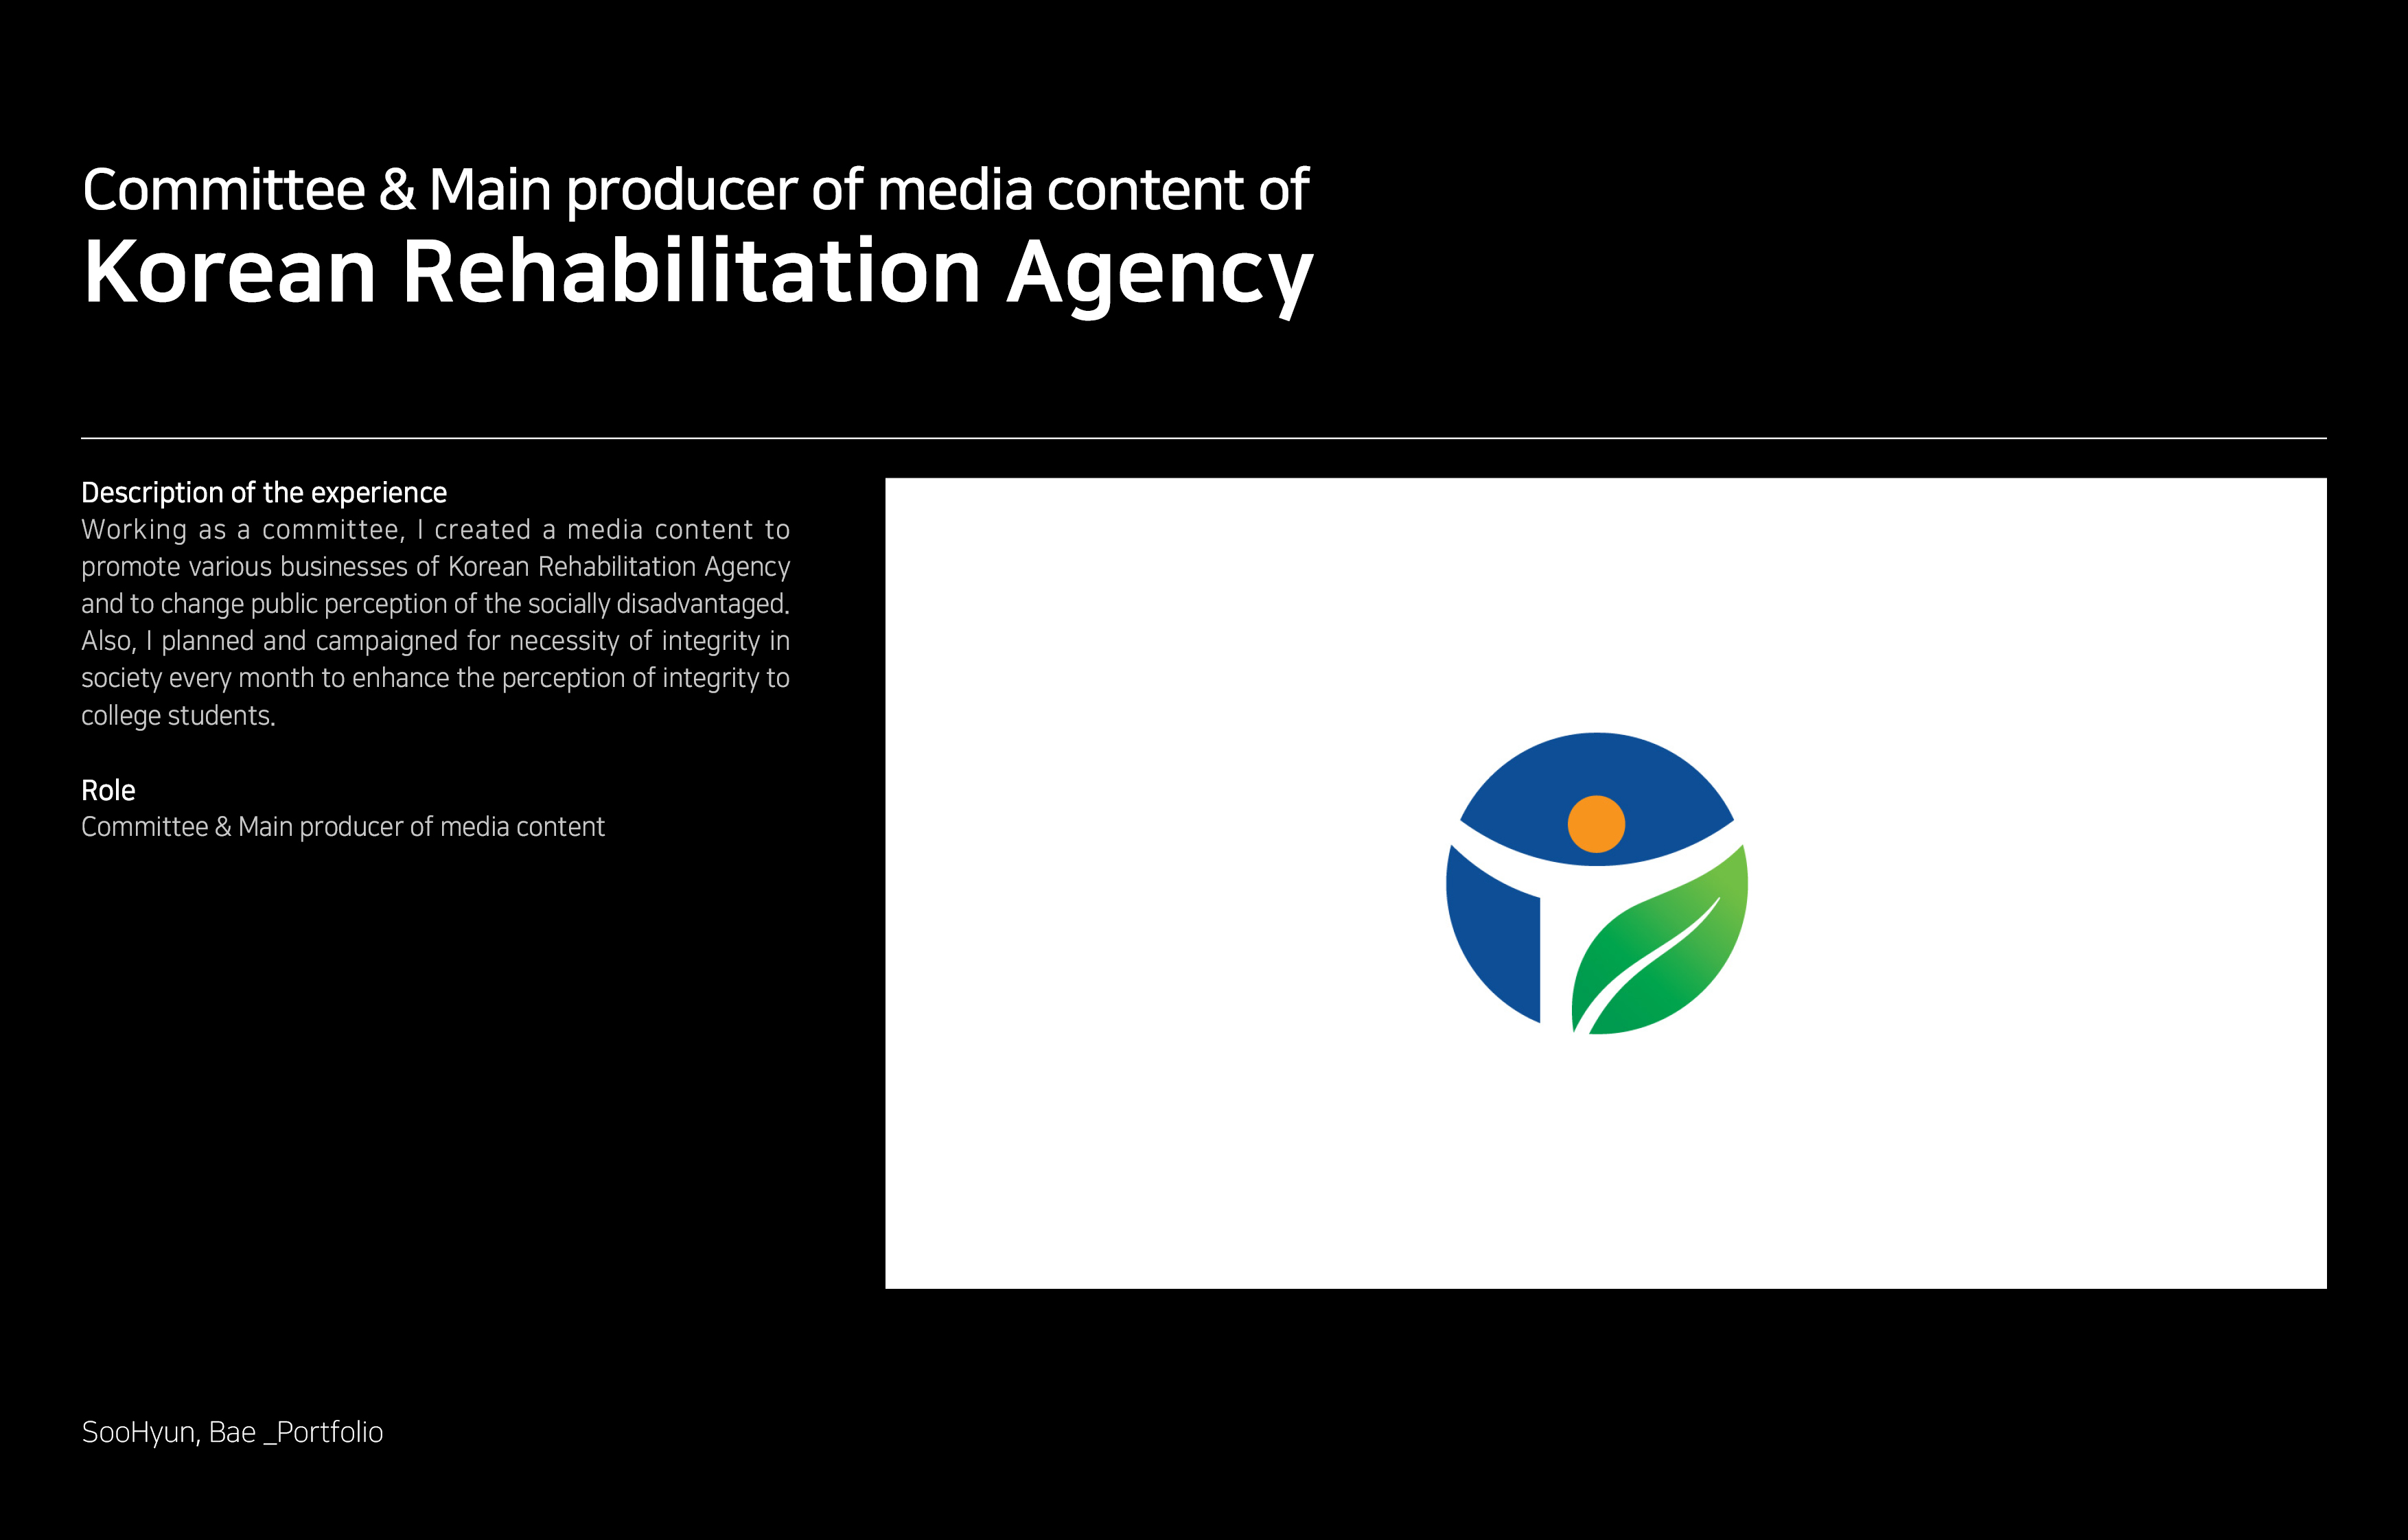 Committee & Main producer of media content of
Korean Rehabilitation Agency
Description of the experience
Working as a committee, I created a media content to
promote various businesses of Korean Rehabilitation Agency
and to change public perception of the socially disadvantaged.
Also, I planned and campaigned for necessity of integrity in
society every month to enhance the perception of integrity to
college students.
Role
Committee & Main producer of media content
SooHyun, Bae _Portfolio